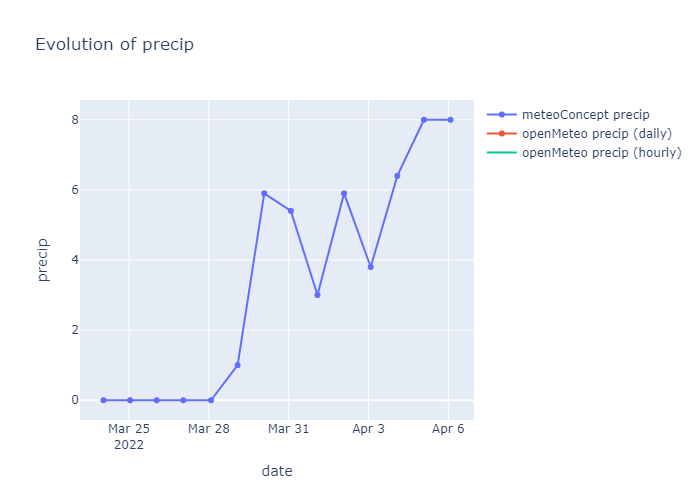 Evolution of precip
meteoConcept precip
openMeteo precip (daily)
openMeteo precip (hourly)
8
6
4
2
0
precip
Mar 25
2022
Mar 28
Mar 31
Apr 3
Apr 6
date